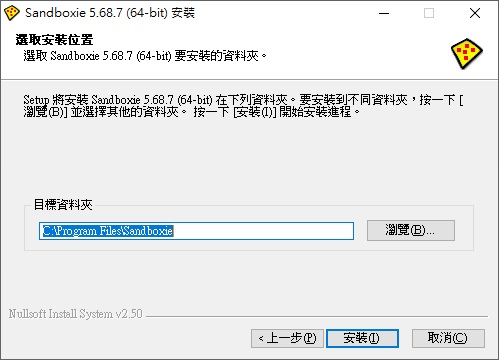 Sandboxie 5.68.7 (64-bit) 安裝
選取安裝位置
選取 Sandboxie 5.68.7 (64-bit) 要安裝的資料夾。
Setup 將安裝 Sandboxie 5.68.7 (64-bit) 在下列資料夾。要安裝到不同資料夾，按一下 [
瀏覽(B)] 並選擇其他的資料夾。 按一下 [安裝(I)] 開始安裝進程。
目標資料夾
C:\Program Files\Sandboxie
瀏覽(B)...
Nullsoft Install System v2.50
< 上一步(P)
安裝(I)
取消(C)